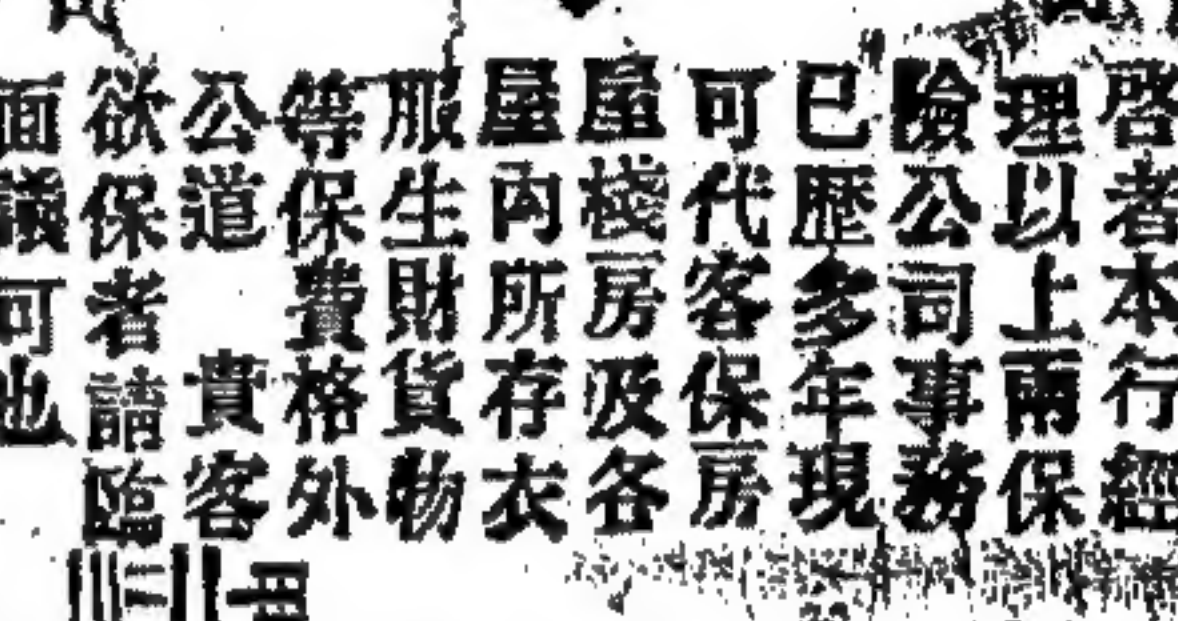 啓者本行經
理以上兩保
險公司事務
已歷多年現
可代客保房
屋棧房及各
屋內所存衣
服生財貨物
等保費格外
公道 貴客
欲保者請臨
面議可也